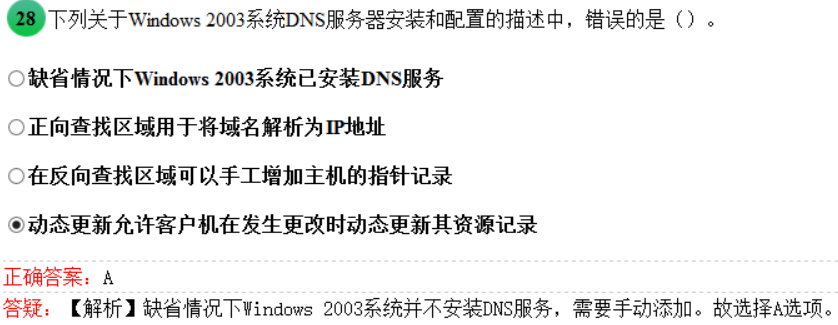 28 下列关于Windows 2003系统DNS服务器安装和配置的描述中，错误的是（）。
缺省情况下Windows 2003系统已安装DNS服务
正向查找区域用于将域名解析为IP地址
在反向查找区域可以手工增加主机的指针记录
动态更新允许客户机在发生更改时动态更新其资源记录
正确答案：A
答疑：【解析】缺省情况下Windows 2003系统并不安装DNS服务，需要手动添加。故选择A选项。